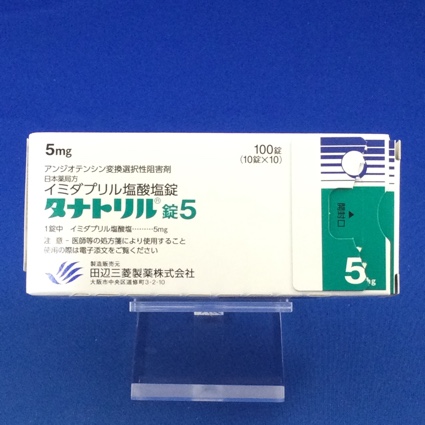 5mg
100錠
(10錠×10)
アンジオテンシン変換選択性阻害剤
日本薬局方
イミダプリル塩酸塩錠
タナトリル®錠5
1錠中 イミダプリル塩酸塩………5mg
注意-医師等の処方箋により使用すること
使用の際は電子添文をご覧ください
製造販売元
田辺三菱製薬株式会社
大阪市中央区道修町3-2-10
開封口
5mg